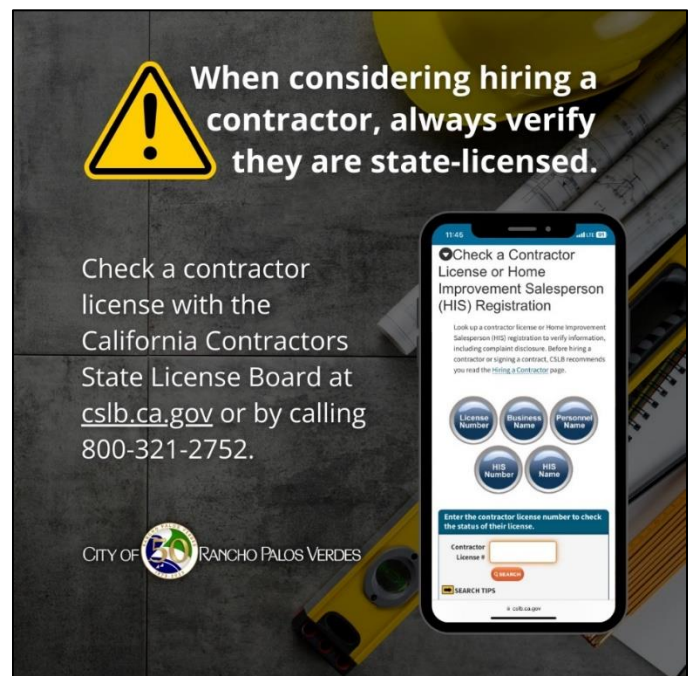 When considering hiring a
contractor, always verify
they are state-licensed.
Check a contractor
license with the
California Contractors
State License Board at
cslb.ca.gov or by calling
800-321-2752.
CITY OF 50 RANCHO PALOS VERDES
11:45 LTE
Check a Contractor
License or Home
Improvement Salesperson
(HIS) Registration
Look up a contractor license or Home Improvement
Salesperson (HIS) registration to verify information,
including complaint disclosure. Before hiring a
contractor or signing a contract, CSLB recommends
you read the Hiring a Contractor page.
License
Number
Business
Name
Personnel
Name
HIS
Number
HIS
Name
Enter the contractor license number to check
the status of their license.
Contractor
License #
SEARCH
SEARCH TIPS
cslb.ca.gov